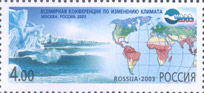 ВСЕМИРНАЯ КОНФЕРЕНЦИЯ ПО ИЗМЕНЕНИЮ КЛИМАТА
МОСКВА, РОССИЯ, 2003
4.00
ROSSIJA·2003
РОССИЯ